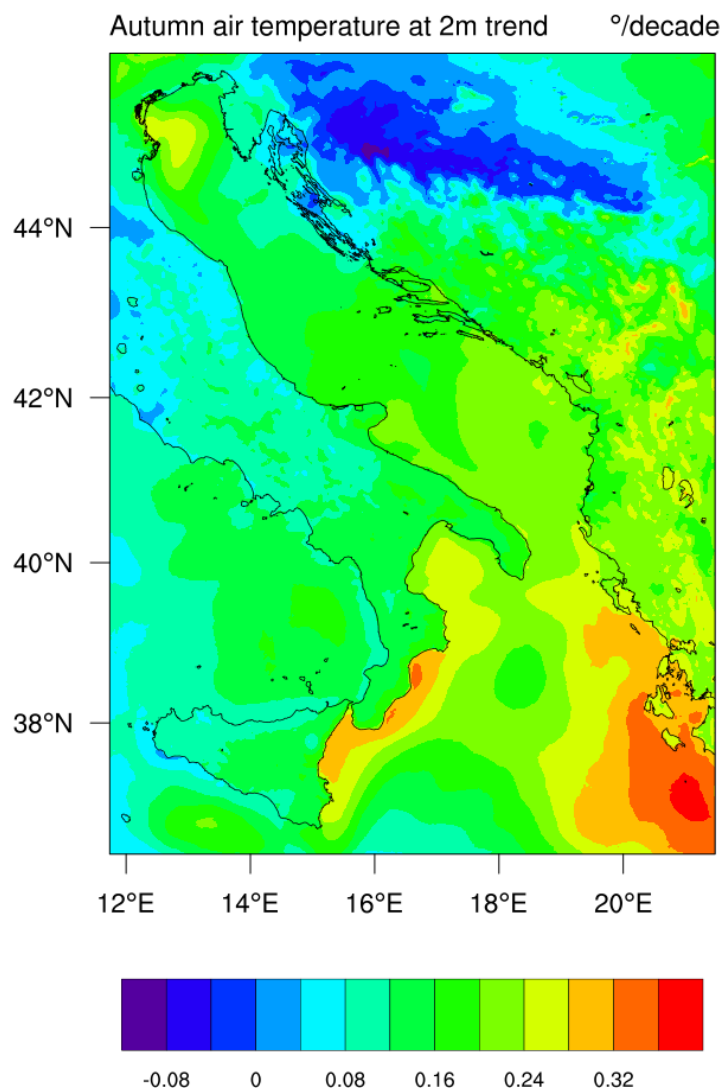 Autumn air temperature at 2m trend °/decade
44°N
42°N
40°N
38°N
12°E 14°E 16°E 18°E 20°E
-0.08 0 0.08 0.16 0.24 0.32